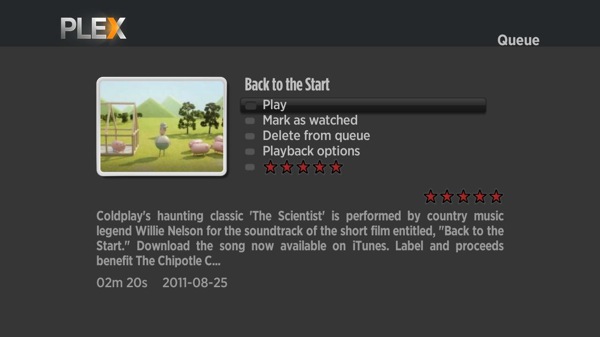 PLEX
Queue
Back to the Start
Play
Mark as watched
Delete from queue
Playback options
Coldplay's haunting classic 'The Scientist' is performed by country music
legend Willie Nelson for the soundtrack of the short film entitled, "Back to the
Start." Download the song now available on iTunes. Label and proceeds
benefit The Chipotle C...
02m 20s 2011-08-25